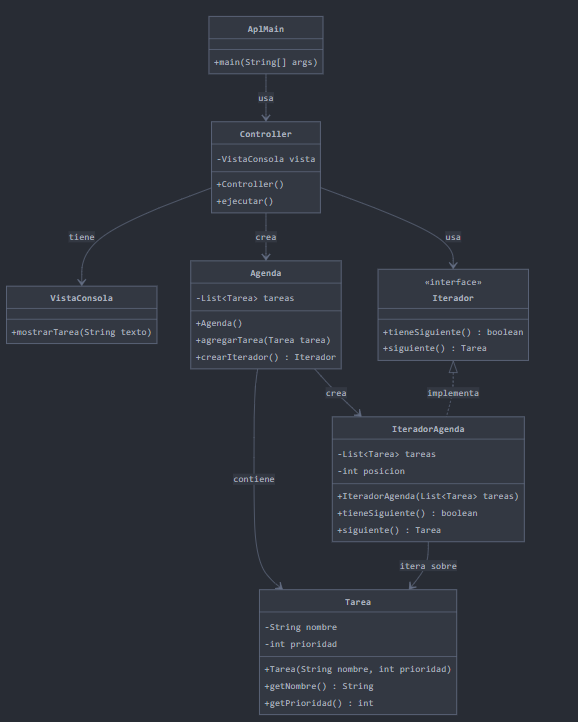 AplMain
+main(String[] args)
usa
Controller
-VistaConsola vista
+Controller()
+ejecutar()
tiene
crea
usa
VistaConsola
+mostrarTarea(String texto)
Agenda
-List<Tarea> tareas
+Agenda()
+agregarTarea(Tarea tarea)
+crearIterador() : Iterador
«interface»
Iterador
+tieneSiguiente() : boolean
+siguiente() : Tarea
crea
implementa
IteradorAgenda
-List<Tarea> tareas
-int posicion
+IteradorAgenda(List<Tarea> tareas)
+tieneSiguiente() : boolean
+siguiente() : Tarea
contiene
itera sobre
Tarea
-String nombre
-int prioridad
+Tarea(String nombre, int prioridad)
+getNombre() : String
+getPrioridad() : int